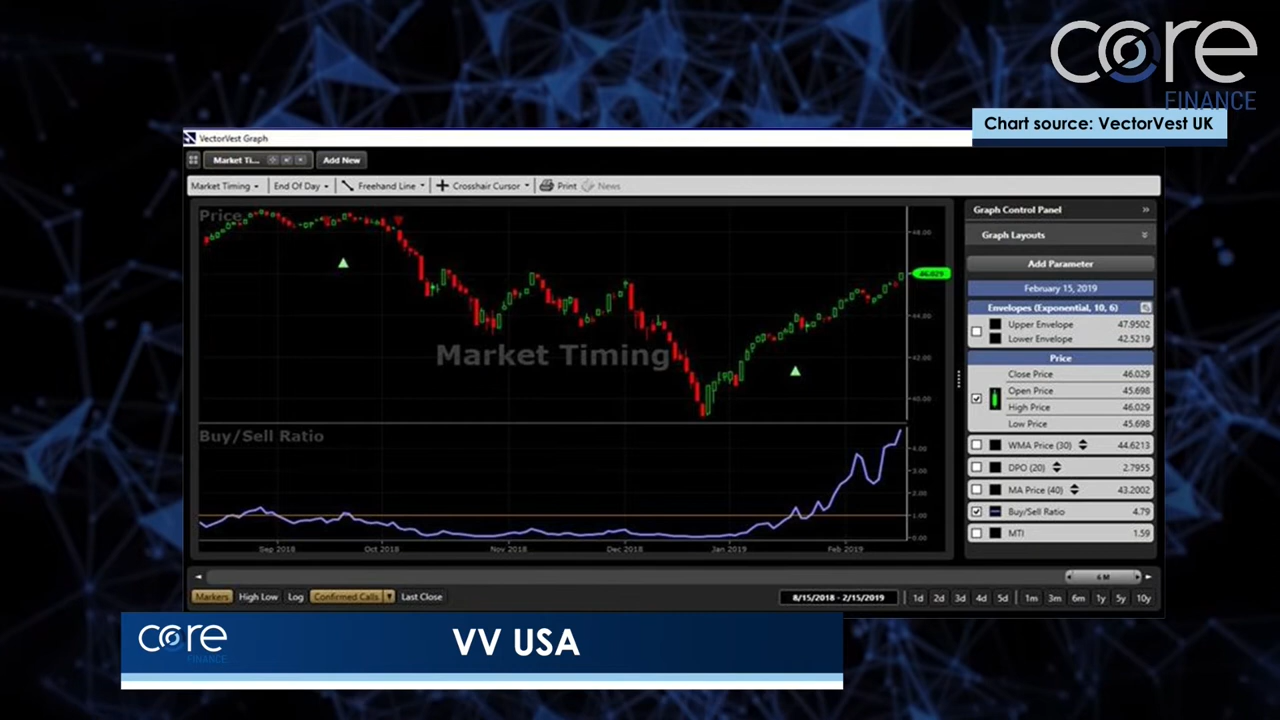 core
FINANCE
Chart source: VectorVest UK
VectorVest Graph
Market Ti... Add New
Market Timing End Of Day Freehand Line Crosshair Cursor Print News
Price
48.00
46.029
44.00
42.00
40.00
Market Timing
Buy/Sell Ratio
4.00
3.00
2.00
1.00
0.00
Sep 2018 Oct 2018 Nov 2018 Dec 2018 Jan 2019 Feb 2019
Graph Control Panel
Graph Layouts
Add Parameter
February 15, 2019
Envelopes (Exponential, 10, 6)
Upper Envelope 47.9502
Lower Envelope 42.5219
Price
Close Price 46.029
Open Price 45.698
High Price 46.029
Low Price 45.698
WMA Price (30) 44.6213
DPO (20) 2.7955
MA Price (40) 43.2002
Buy/Sell Ratio 4.79
MTI 1.59
6 M
Markers High Low Log Confirmed Calls Last Close
8/15/2018 - 2/15/2019 1d 2d 3d 4d 5d 1m 3m 6m 1y 5y 10y
core
FINANCE
VV USA